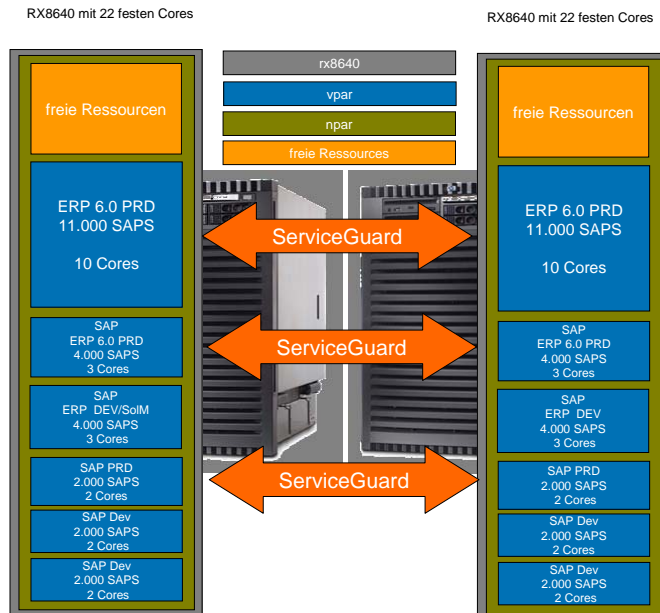 RX8640 mit 22 festen Cores
RX8640 mit 22 festen Cores
rx8640
vpar
npar
freie Ressources
freie Ressourcen
ERP 6.0 PRD
11.000 SAPS
10 Cores
SAP
ERP 6.0 PRD
4.000 SAPS
3 Cores
SAP
ERP  DEV/SolM
4.000 SAPS
3 Cores
SAP PRD
2.000 SAPS
2 Cores
SAP Dev
2.000 SAPS
2 Cores
SAP Dev
2.000 SAPS
2 Cores
ServiceGuard
ServiceGuard
ServiceGuard
freie Ressourcen
ERP 6.0 PRD
11.000 SAPS
10 Cores
SAP
ERP 6.0 PRD
4.000 SAPS
3 Cores
SAP
ERP  DEV
4.000 SAPS
3 Cores
SAP PRD
2.000 SAPS
2 Cores
SAP Dev
2.000 SAPS
2 Cores
SAP Dev
2.000 SAPS
2 Cores